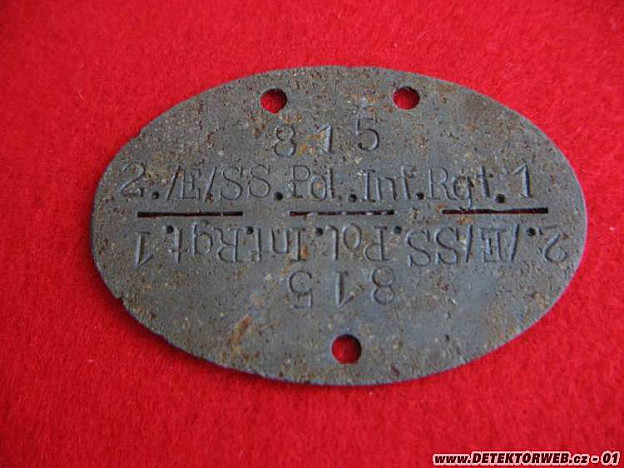 815
2./E/SS.Pol.Inf.Rgt.1
2./E/SS.Pol.Inf.Rgt.1
815
www.DETEKTORWEB.cz - 01